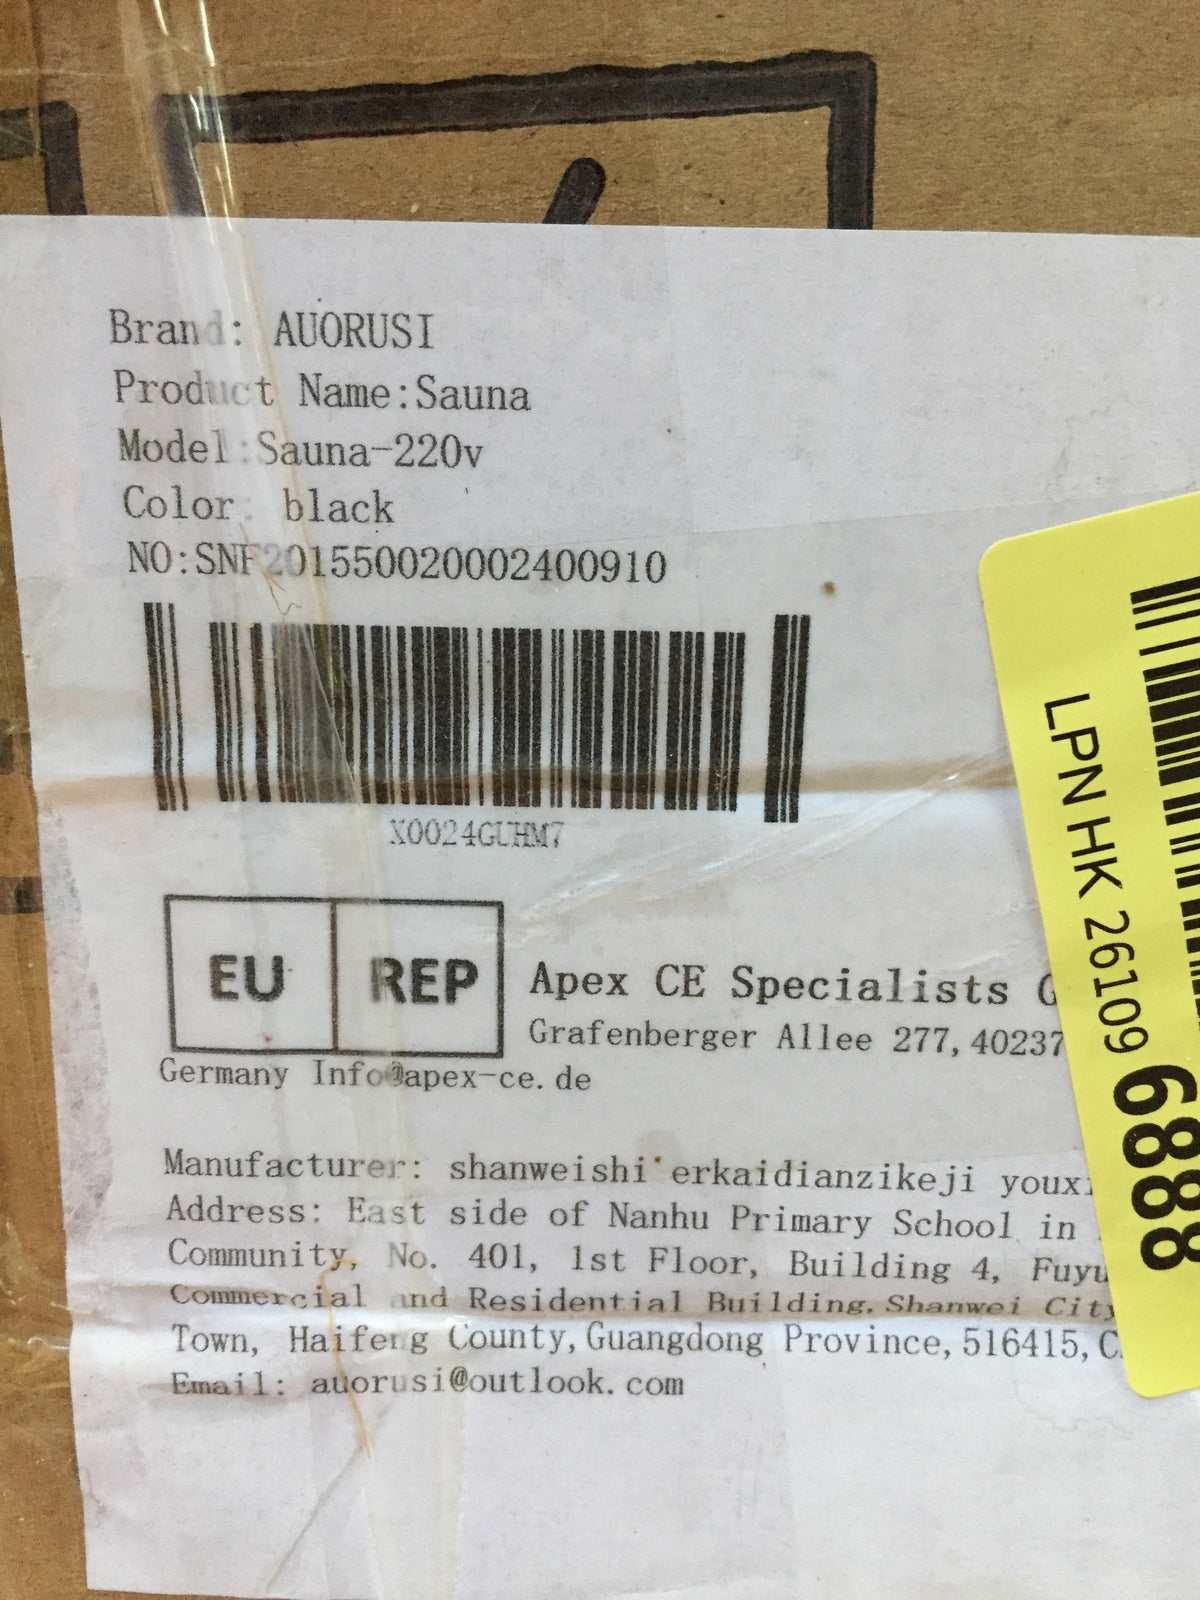 Brand: AUORUSI
Product Name:Sauna
Model:Sauna-220v
Color: black
NO:SNF201550020002400910
X0024GUHM7
EU REP
Apex CE Specialists
Grafenberger Allee 277, 40237
Germany Info@apex-ce.de
Manufacturer: shanweishi erkaidianzikeji
Address: East side of Nanhu Primary School in
Community, No. 401, 1st Floor, Building 4,
Commercial and Residential Building, Shanwei City
Town, Haifeng County, Guangdong Province, 516415,
Email: auorusi@outlook.com
LPN HK 26109 6888